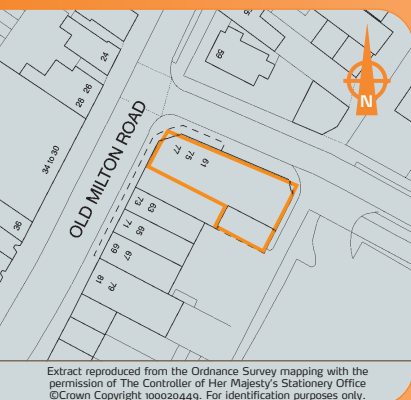 59
24
26
28
34 to 30
36
OLD MILTON ROAD
77
75
61
73
63
71
65
69
67
81
79
N
Extract reproduced from the Ordnance Survey mapping with the
permission of The Controller of Her Majesty's Stationery Office
©Crown Copyright 100020449. For identification purposes only.